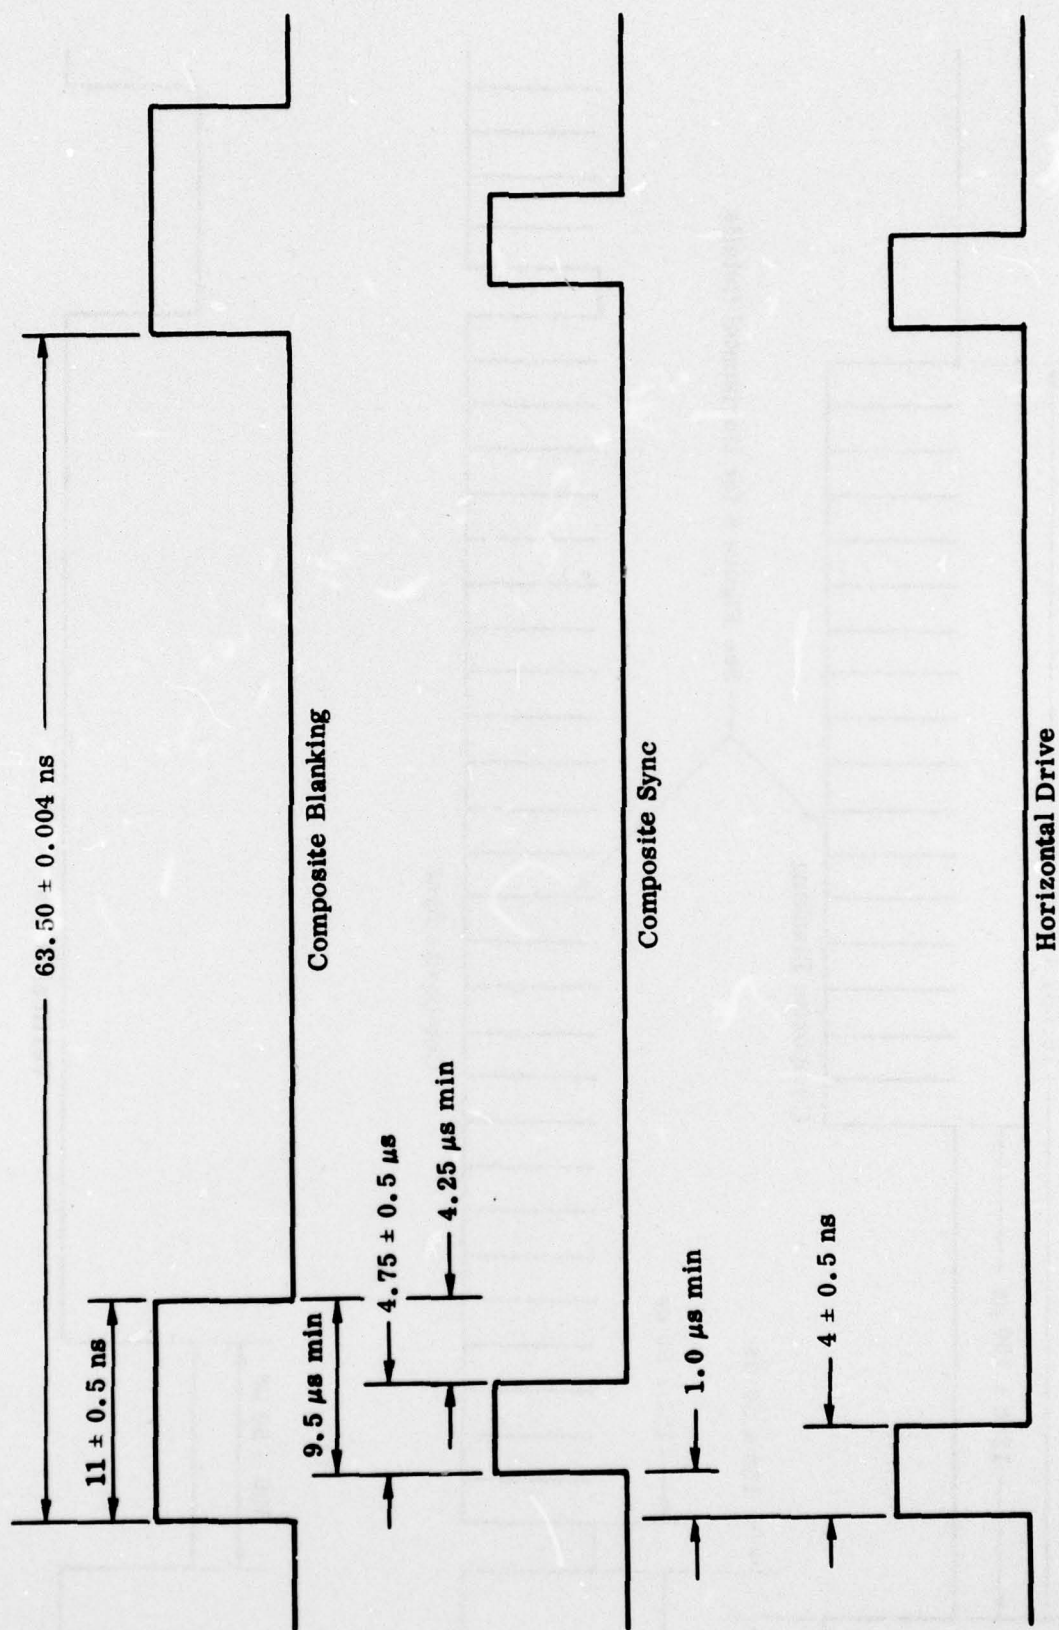 63.50 ± 0.004 ns
11 ± 0.5 ns
Composite Blanking
9.5 µs min
4.75 ± 0.5 µs
4.25 µs min
Composite Sync
1.0 µs min
4 ± 0.5 ns
Horizontal Drive